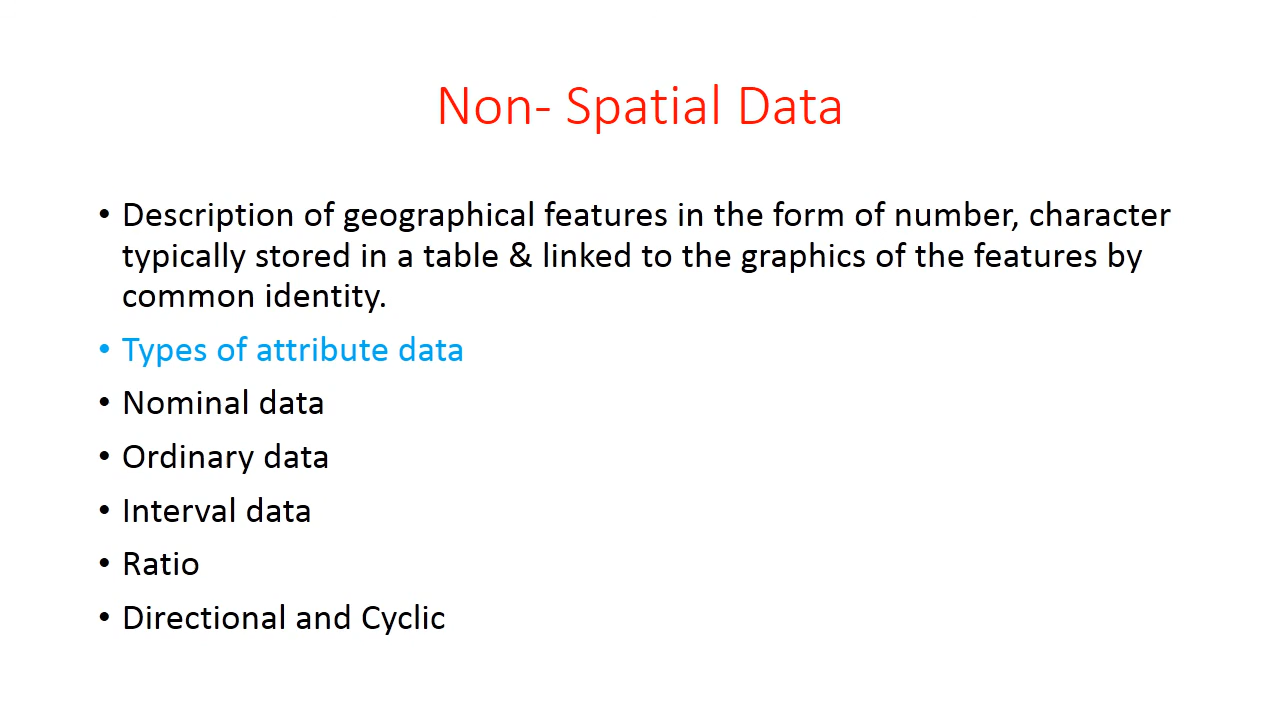 Non- Spatial Data
• Description of geographical features in the form of number, character
typically stored in a table & linked to the graphics of the features by
common identity.
• Types of attribute data
• Nominal data
• Ordinary data
• Interval data
• Ratio
• Directional and Cyclic